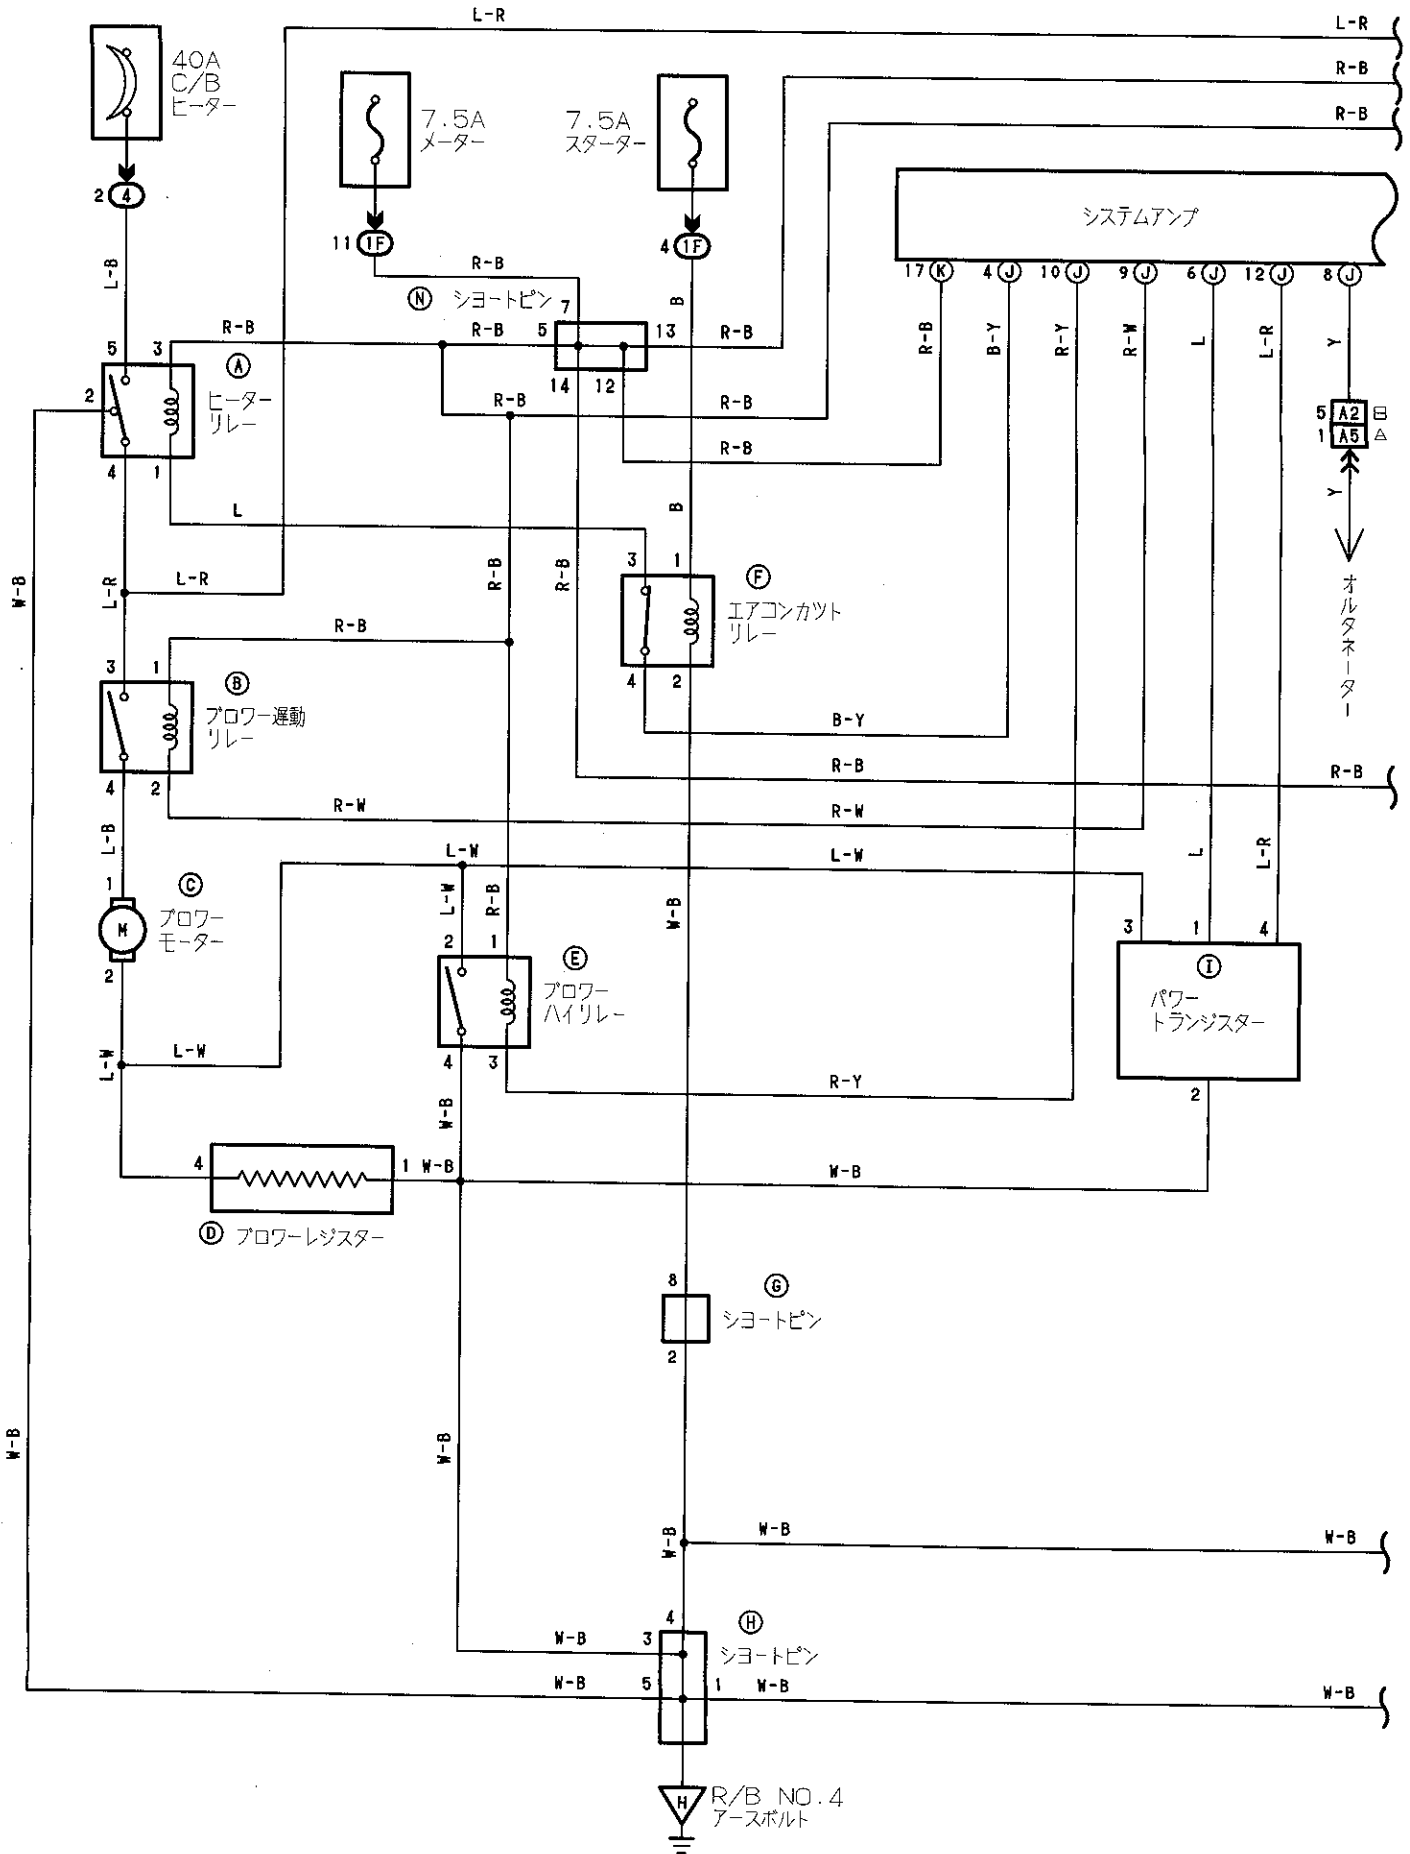 L-R
L-R
40A
C/B
ヒーター
R-B
7.5A
メーター
7.5A
スターター
R-B
システムアンプ
2 4
11 1F
4 1F
17 K
4 J
10 J
9 J
6 J
12 J
8 J
L-B
R-B
B
N ショートピン
7
R-B
R-B
5
13
R-B
R-B
B-Y
R-Y
R-W
L
L-R
Y
5
3
A
ヒーター
リレー
2
14
12
R-B
R-B
5 A2 日
1 A5 △
4
1
R-B
L
B
Y
W-B
L-R
L-R
R-B
R-B
3
1
F
エアコンカット
リレー
オルタネーター
R-B
3
1
B
ブロワー遅動
リレー
4
2
B-Y
R-B
R-B
4
2
R-W
R-W
L-B
L-W
L-W
L
L-R
1
C
ブロワー
モーター
M
2
L-W
R-B
W-B
2
1
E
ブロワー
ハイリレー
3
1
4
I
パワー
トランジスター
L-W
L-W
4
3
R-Y
2
W-B
4
1
W-B
W-B
D ブロワーレジスター
8
G
ショートピン
2
W-B
W-B
W-B
W-B
W-B
4
H
ショートピン
W-B
3
W-B
5
1
W-B
W-B
H
R/B NO.4
アースボルト